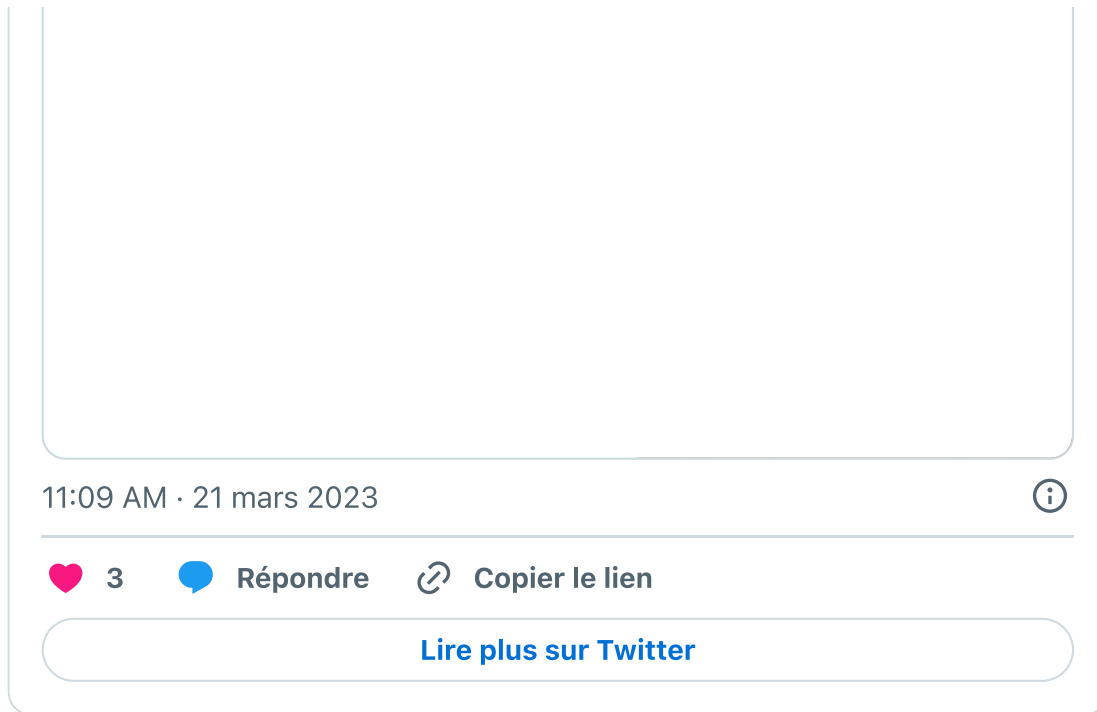 11:09 AM · 21 mars 2023
3 Répondre Copier le lien
Lire plus sur Twitter